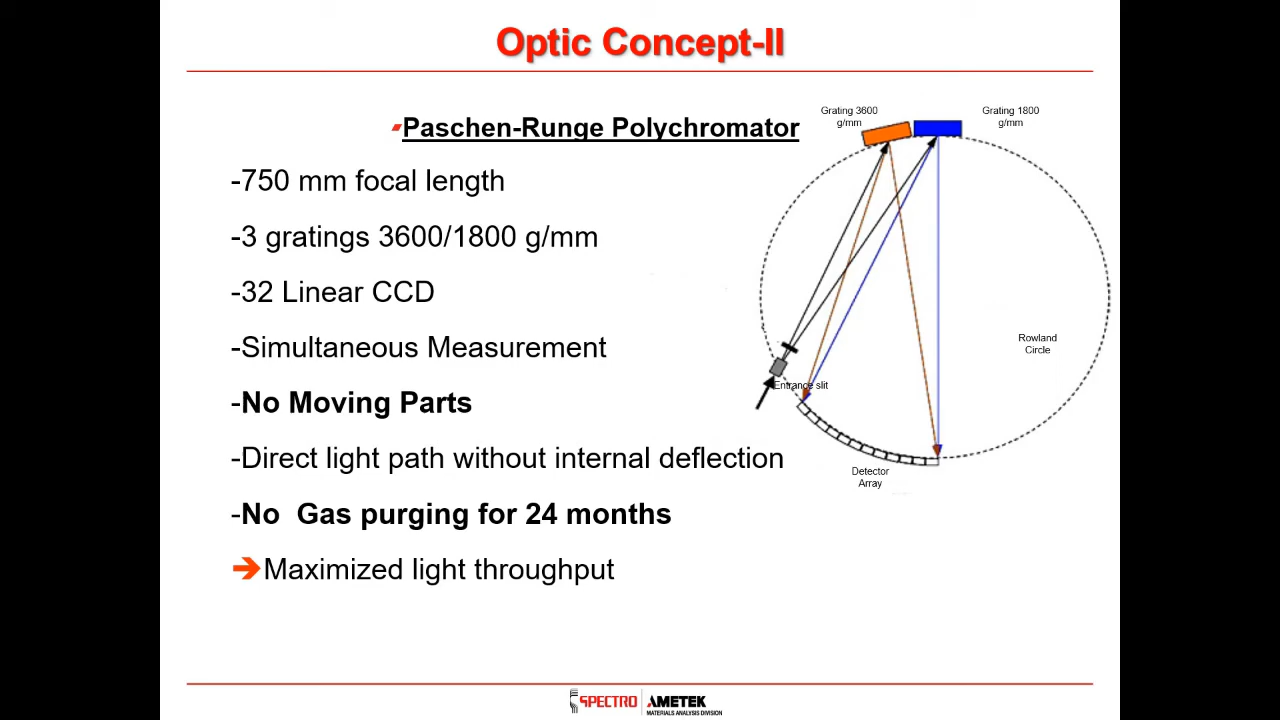 Optic Concept-II
Paschen-Runge Polychromator
-750 mm focal length
-3 gratings 3600/1800 g/mm
-32 Linear CCD
-Simultaneous Measurement
-No Moving Parts
-Direct light path without internal deflection
-No  Gas purging for 24 months
➔Maximized light throughput
Grating 3600
g/mm
Grating 1800
g/mm
Rowland
Circle
Entrance slit
Detector
Array
SPECTRO
AMETEK
MATERIALS ANALYSIS DIVISION